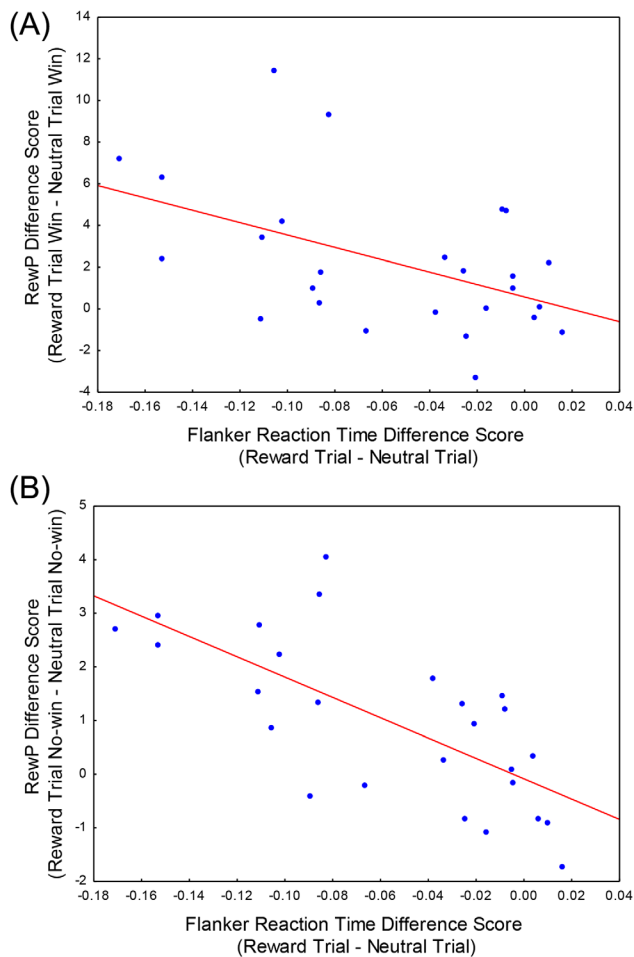 (A)
14
12
10
8
6
4
2
0
-2
-4
RewP Difference Score
(Reward Trial Win - Neutral Trial Win)
-0.18 -0.16 -0.14 -0.12 -0.10 -0.08 -0.06 -0.04 -0.02 0.00 0.02 0.04
Flanker Reaction Time Difference Score
(Reward Trial - Neutral Trial)
(B)
5
4
3
2
1
0
-1
-2
RewP Difference Score
(Reward Trial No-win - Neutral Trial No-win)
-0.18 -0.16 -0.14 -0.12 -0.10 -0.08 -0.06 -0.04 -0.02 0.00 0.02 0.04
Flanker Reaction Time Difference Score
(Reward Trial - Neutral Trial)